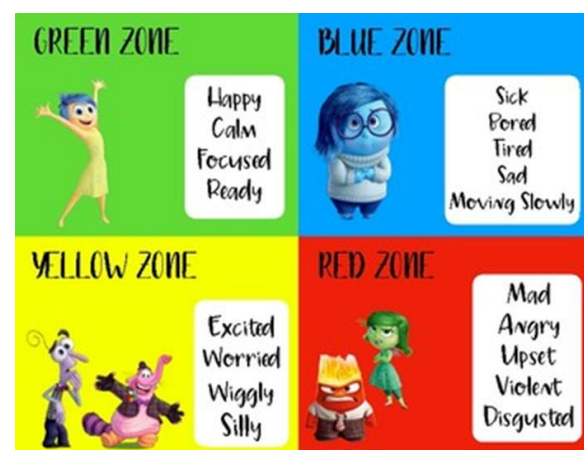 GREEN ZONE
Happy
Calm
Focused
Ready
BLUE ZONE
Sick
Bored
Tired
Sad
Moving Slowly
YELLOW ZONE
Excited
Worried
Wiggly
Silly
RED ZONE
Mad
Angry
Upset
Violent
Disgusted